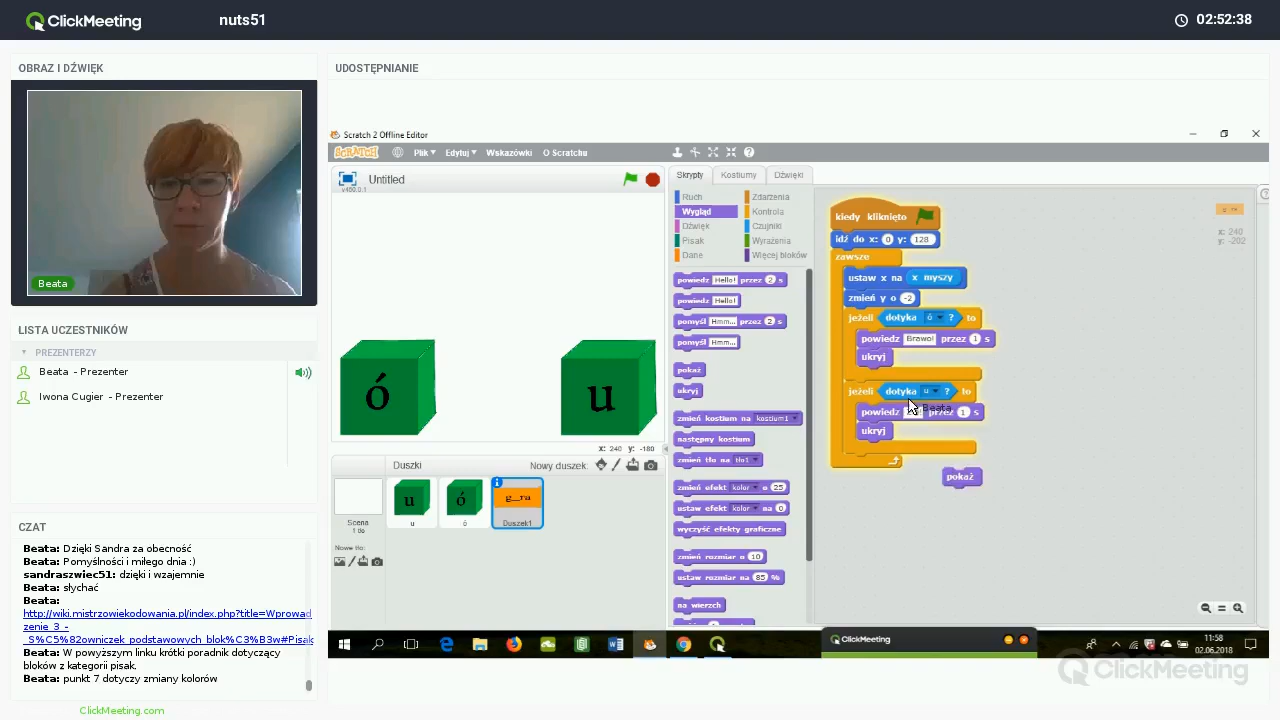 ClickMeeting
nuts51
02:52:38
OBRAZ I DŹWIĘK
UDOSTĘPNIANIE
Beata
LISTA UCZESTNIKÓW
PREZENTERZY
Beata - Prezenter
Iwona Cugier - Prezenter
CZAT
Beata: Dzięki Sandra za obecność
Beata: Pomyślności i miłego dnia :)
sandraszwiec51: dzięki i wzajemnie
Beata: słychać
Beata:
http://wiki.mistrzowiekodowania.pl/index.php?title=Wprowad
zenie_3_-
_S%C5%82owniczek_podstawowych_blok%C3%B3w#Pisak
Beata: W powyższym linku krótki poradnik dotyczący
bloków z kategorii pisak.
Beata: punkt 7 dotyczy zmiany kolorów
ClickMeeting.com
Scratch 2 Offline Editor
SCRATCH
Plik
Edytuj
Wskazówki
O Scratchu
Untitled
v460.0.1
ó
u
x: 240 y: -180
Duszki
Nowy duszek:
Scena
1 tło
Nowe tło:
u
u
ó
ó
g_ra
Duszek1
Skrypty
Kostiumy
Dźwięki
Ruch
Zdarzenia
Wygląd
Kontrola
Dźwięk
Czujniki
Pisak
Wyrażenia
Dane
Więcej bloków
powiedz Hello! przez 2 s
powiedz Hello!
pomyśl Hmm... przez 2 s
pomyśl Hmm...
pokaż
ukryj
zmień kostium na kostium1
następny kostium
zmień tło na tło1
zmień efekt kolor o 25
ustaw efekt kolor na 0
wyczyść efekty graficzne
zmień rozmiar o 10
ustaw rozmiar na 85 %
na wierzch
kiedy kliknięto
idź do x: 0 y: 128
zawsze
ustaw x na x myszy
zmień y o -2
jeżeli dotyka ó ? to
powiedz Brawo! przez 1 s
ukryj
jeżeli dotyka u ? to
Beata
powiedz przez 1 s
ukryj
pokaż
x: 240
y: -202
ClickMeeting
11:58
02.06.2018
ClickMeeting